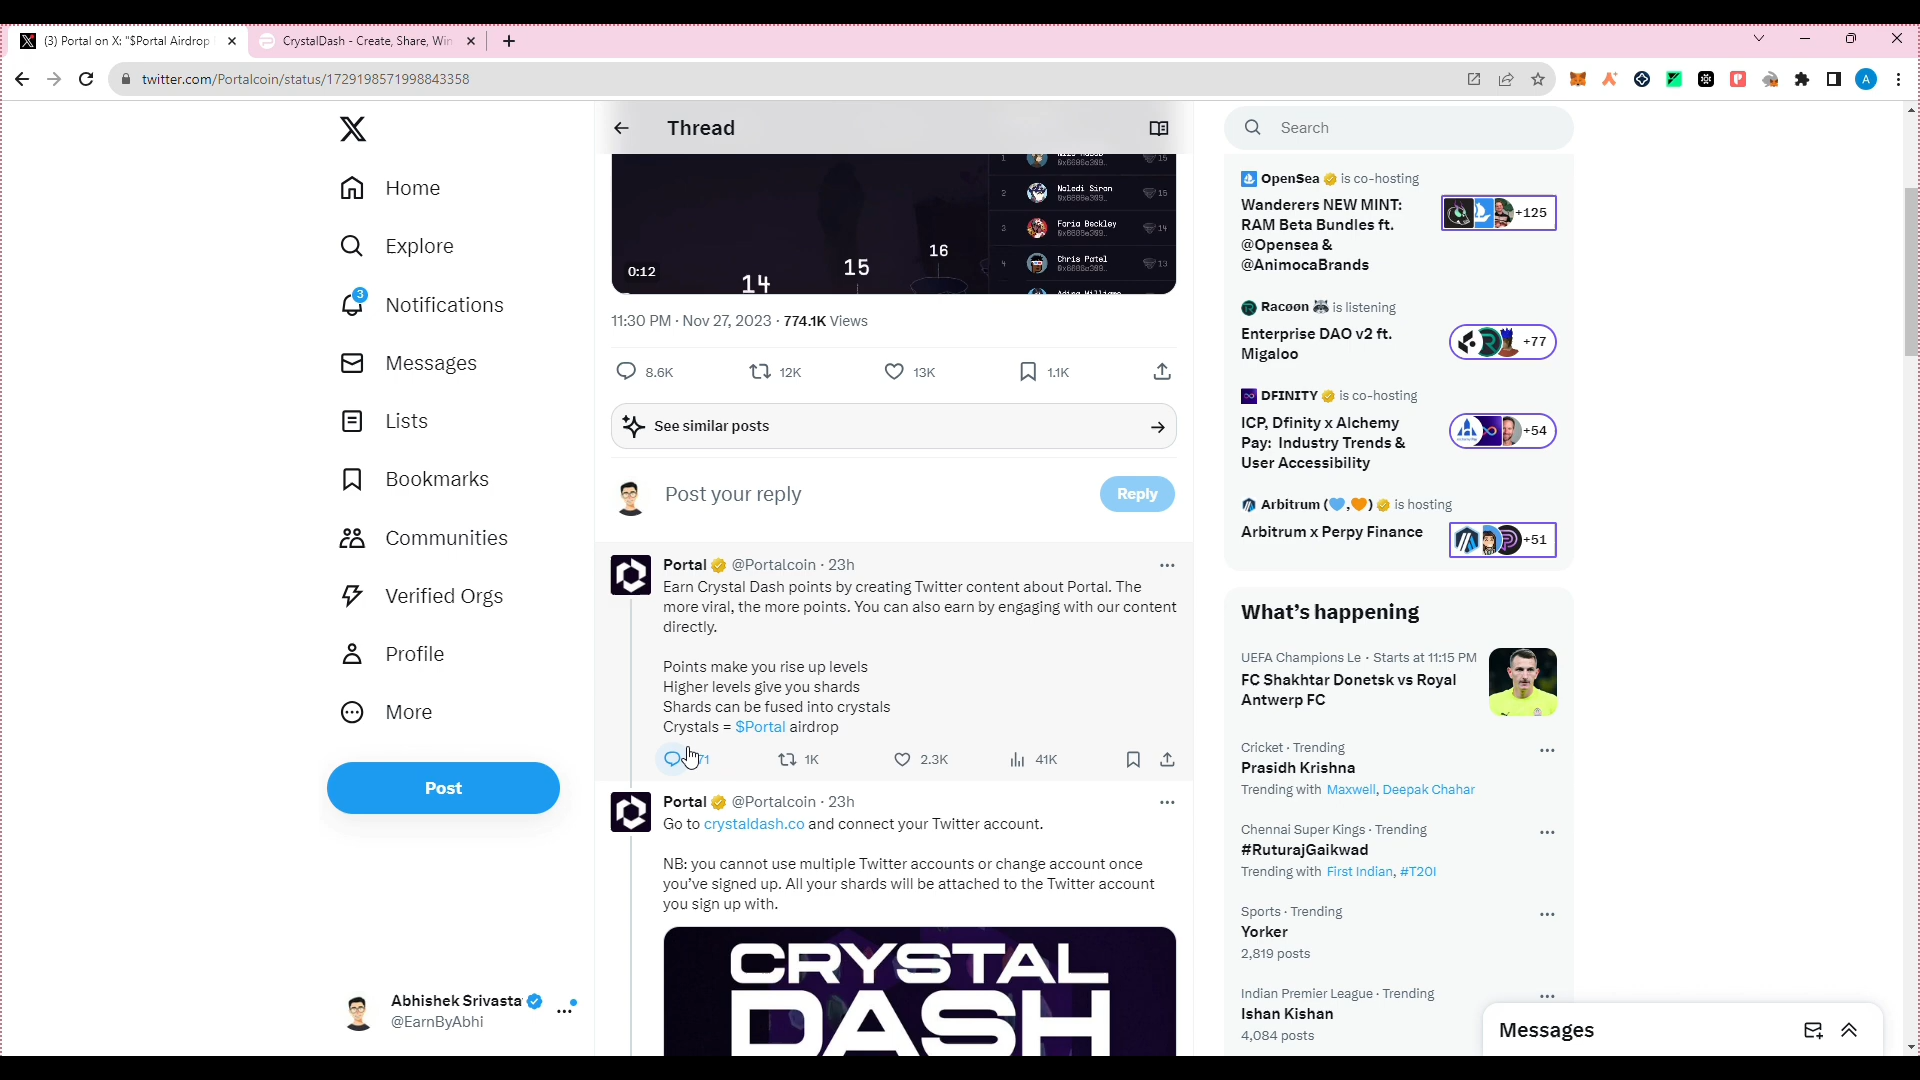 (3) Portal on X: "$Portal Airdrop
CrystalDash - Create, Share, Win
twitter.com/Portalcoin/status/1729198571998843358
A
Home
Explore
3
Notifications
Messages
Lists
Bookmarks
Communities
Verified Orgs
Profile
More
Post
Abhishek Srivasta
@EarnByAbhi
Thread
1 15
2 Naledi Siron 15
3 Faria Beckley 14
4 Chris Patel 13
0:12
14
15
16
11:30 PM · Nov 27, 2023 · 774.1K Views
8.6K 12K 13K 1.1K
See similar posts
Post your reply
Reply
Portal @Portalcoin · 23h
Earn Crystal Dash points by creating Twitter content about Portal. The
more viral, the more points. You can also earn by engaging with our content
directly.
Points make you rise up levels
Higher levels give you shards
Shards can be fused into crystals
Crystals = $Portal airdrop
71 1K 2.3K 41K
Portal @Portalcoin · 23h
Go to crystaldash.co and connect your Twitter account.
NB: you cannot use multiple Twitter accounts or change account once
you've signed up. All your shards will be attached to the Twitter account
you sign up with.
CRYSTAL
DASH
Search
OpenSea is co-hosting
Wanderers NEW MINT:
RAM Beta Bundles ft.
@Opensea &
@AnimocaBrands
+125
Racoon is listening
Enterprise DAO v2 ft.
Migaloo
+77
DFINITY is co-hosting
ICP, Dfinity x Alchemy
Pay: Industry Trends &
User Accessibility
+54
Arbitrum (💙,🧡) is hosting
Arbitrum x Perpy Finance
+51
What's happening
UEFA Champions Le · Starts at 11:15 PM
FC Shakhtar Donetsk vs Royal
Antwerp FC
Cricket · Trending
Prasidh Krishna
Trending with Maxwell, Deepak Chahar
Chennai Super Kings · Trending
#RuturajGaikwad
Trending with First Indian, #T20I
Sports · Trending
Yorker
2,819 posts
Indian Premier League · Trending
Ishan Kishan
4,084 posts
Messages